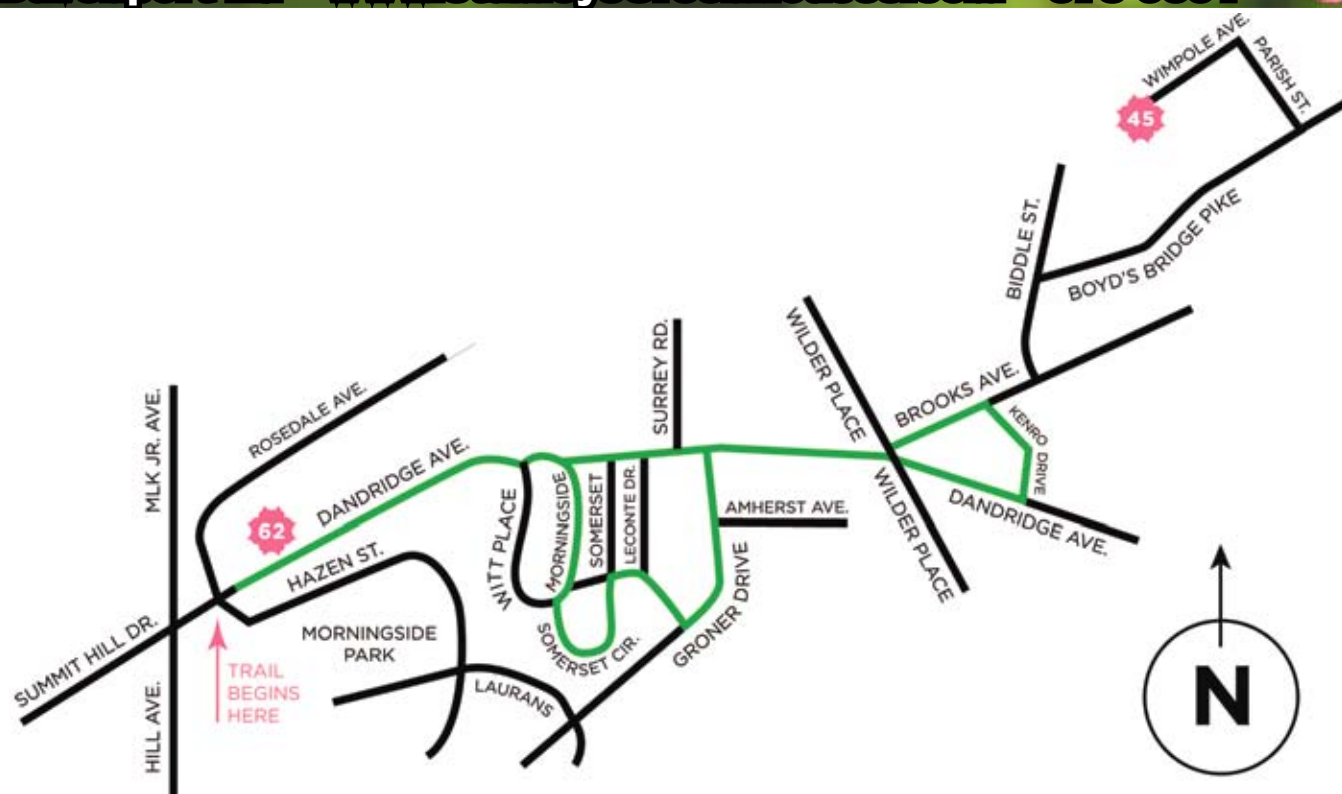 WIMPOLE AVE.
PARISH ST.
45
BIDDLE ST.
BOYD'S BRIDGE PIKE
WILDER PLACE
SURREY RD.
BROOKS AVE.
KENRO DRIVE
MLK JR. AVE.
ROSEDALE AVE.
DANDRIDGE AVE.
62
HAZEN ST.
WITT PLACE
MORNINGSIDE
SOMERSET
LECONTE DR.
AMHERST AVE.
WILDER PLACE
DANDRIDGE AVE.
SUMMIT HILL DR.
MORNINGSIDE
PARK
SOMERSET CIR.
GRONER DRIVE
TRAIL
BEGINS
HERE
LAURANS
HILL AVE.
N